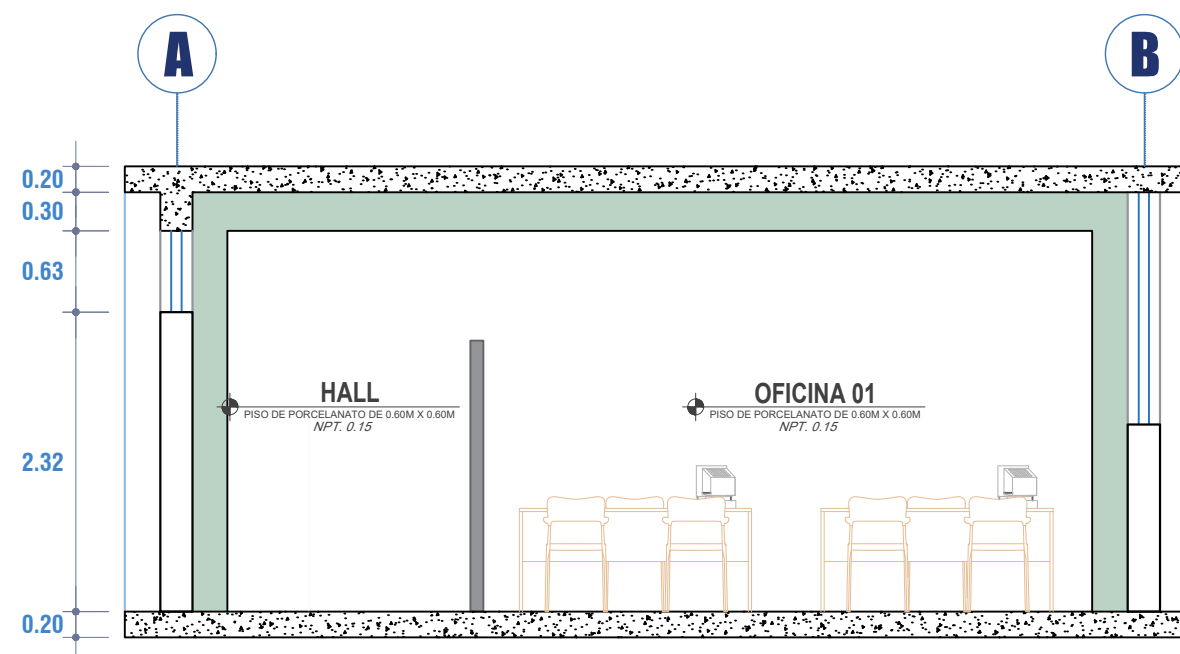 A
B
0.20
0.30
0.63
2.32
0.20
HALL
PISO DE PORCELANATO DE 0.60M X 0.60M
NPT. 0.15
OFICINA 01
PISO DE PORCELANATO DE 0.60M X 0.60M
NPT. 0.15